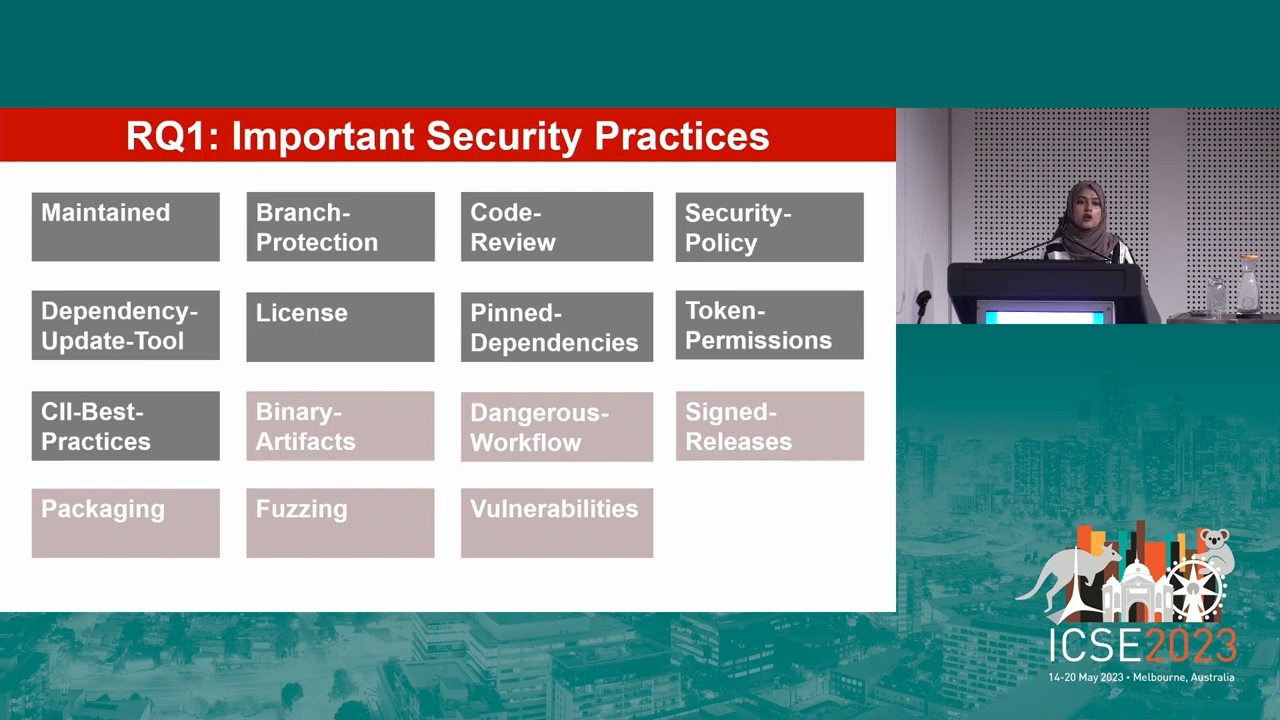 RQ1: Important Security Practices
Maintained
Branch-
Protection
Code-
Review
Security-
Policy
Dependency-
Update-Tool
License
Pinned-
Dependencies
Token-
Permissions
CII-Best-
Practices
Binary-
Artifacts
Dangerous-
Workflow
Signed-
Releases
Packaging
Fuzzing
Vulnerabilities
ICSE2023
14-20 May 2023 • Melbourne, Australia